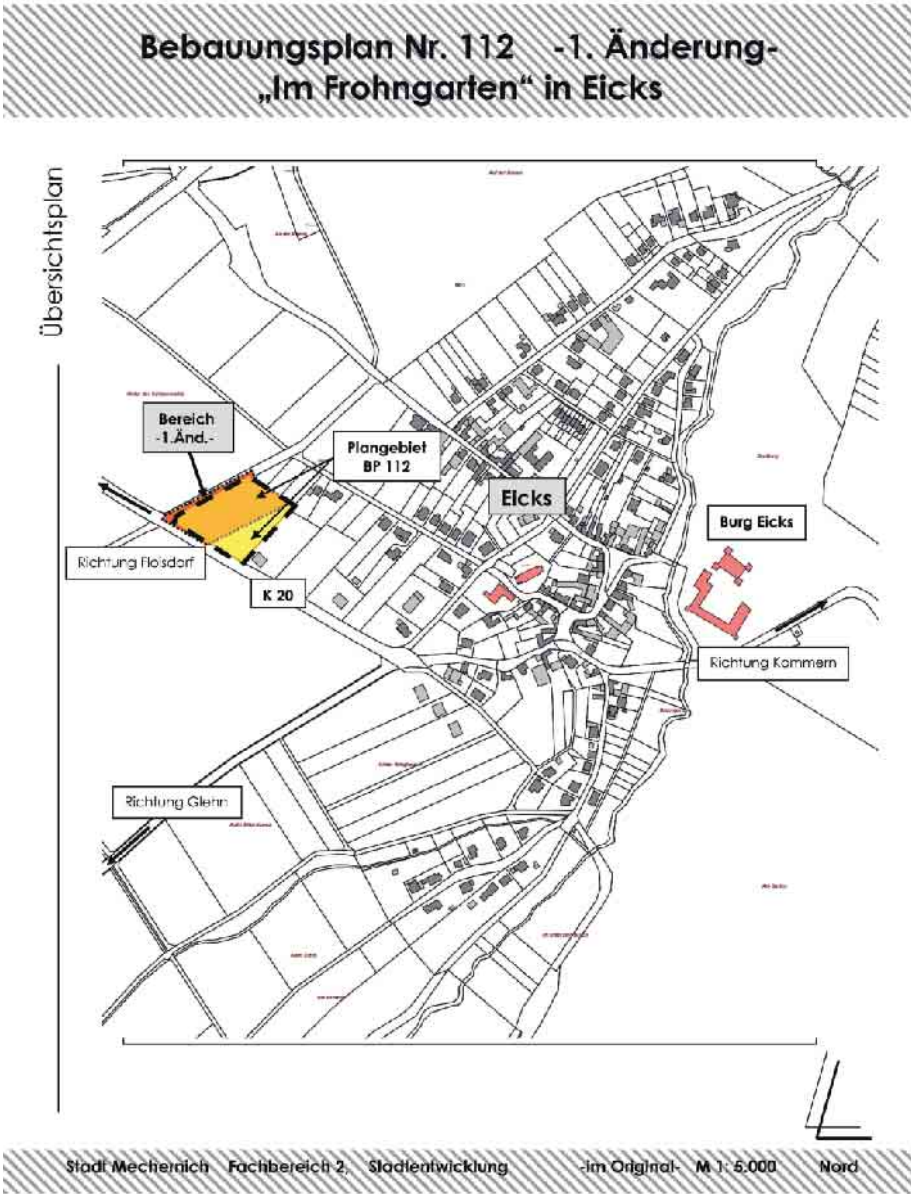 Bebauungsplan Nr. 112 -1. Änderung-
„Im Frohngarten“ in Eicks
Übersichtsplan
Bereich
-1.Änd.-
Plangebiet
BP 112
Eicks
Burg Eicks
Richtung Floisdorf
K 20
Richtung Kommern
Richtung Glehn
Stadt Mechernich Fachbereich 2, Stadtentwicklung -im Original- M 1: 5.000 Nord